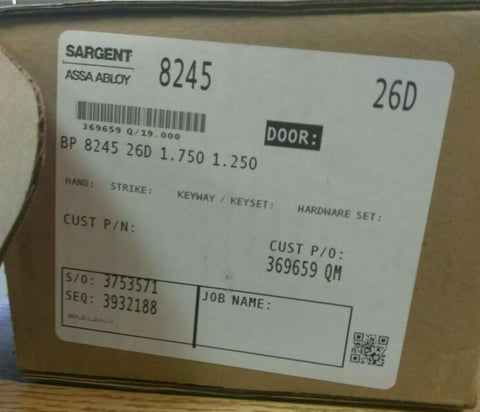 SARGENT
ASSA ABLOY
8245
26D
369659 Q/19.000
DOOR:
BP 8245 26D 1.750 1.250
HAND: STRIKE: KEYWAY / KEYSET: HARDWARE SET:
CUST P/N:
CUST P/O:
369659 QM
S/O: 3753571
SEQ: 3932188
JOB NAME: